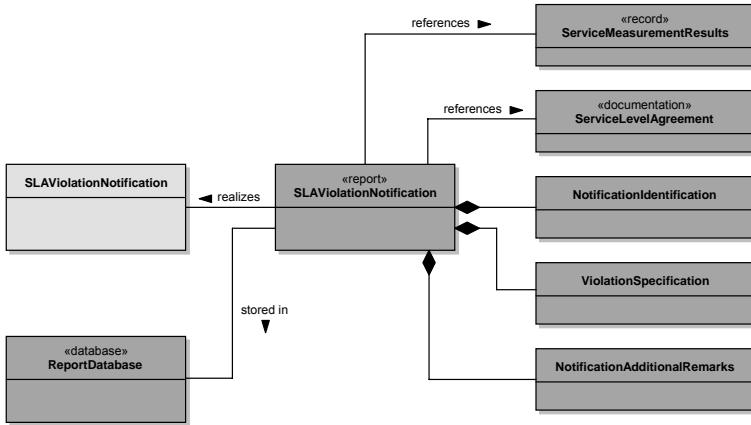 references
«record»
ServiceMeasurementResults
references
«documentation»
ServiceLevelAgreement
SLAViolationNotification
realizes
«report»
SLAViolationNotification
NotificationIdentification
ViolationSpecification
stored in
«database»
ReportDatabase
NotificationAdditionalRemarks